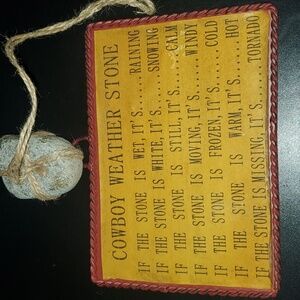 COWBOY WEATHER STONE
IF THE STONE IS WET, IT'S........RAINING
IF THE STONE IS WHITE, IT'S......SNOWING
IF THE STONE IS STILL, IT'S........CALM
IF THE STONE IS MOVING, IT'S......WINDY
IF THE STONE IS FROZEN, IT'S.......COLD
IF THE STONE IS WARM, IT'S........HOT
IF THE STONE IS MISSING, IT'S.....TORNADO